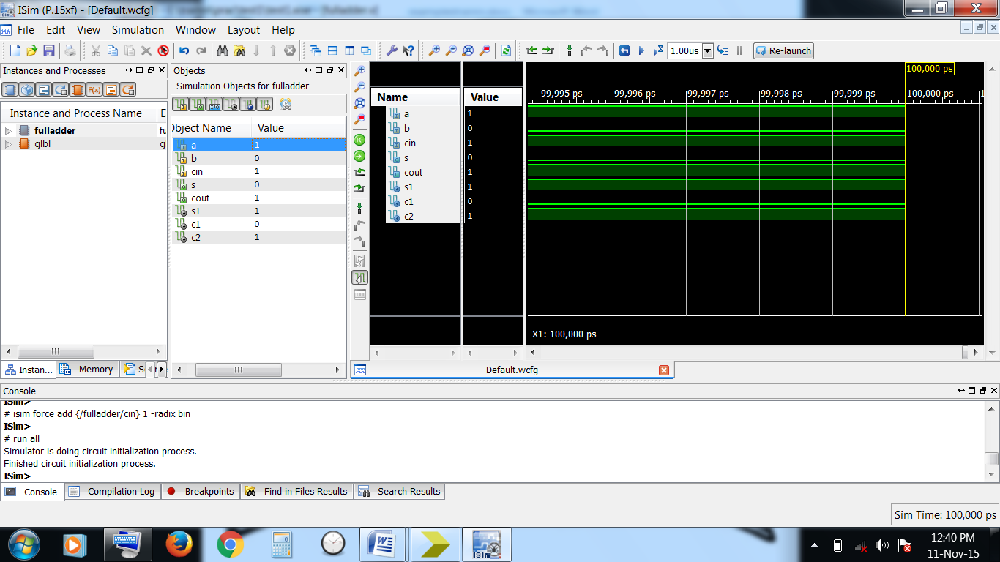 ISim (P.15xf) - [Default.wcfg]
File Edit View Simulation Window Layout Help
1.00us Re-launch
Instances and Processes
Instance and Process Name D
fulladder fu
glbl g
Instan... Memory S
Objects
Simulation Objects for fulladder
Object Name Value
a 1
b 0
cin 1
s 0
cout 1
s1 1
c1 0
c2 1
Name Value
a 1
b 0
cin 1
s 0
cout 1
s1 1
c1 0
c2 1
100,000 ps
99,995 ps 99,996 ps 99,997 ps 99,998 ps 99,999 ps 100,000 ps 1
X1: 100,000 ps
Default.wcfg
Console
ISim>
# isim force add {/fulladder/cin} 1 -radix bin
ISim>
# run all
Simulator is doing circuit initialization process.
Finished circuit initialization process.
ISim>
Console Compilation Log Breakpoints Find in Files Results Search Results
Sim Time: 100,000 ps
ISim
12:40 PM
11-Nov-15